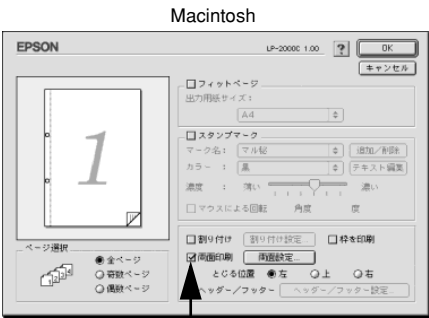 Macintosh
EPSON LP-2000C 1.00 ? OK
キャンセル
フィットページ
出力用紙サイズ:
A4
スタンプマーク
マーク名: マル秘 追加/削除
カラー : 黒 テキスト編集
濃度 : 薄い 濃い
マウスによる回転 角度 度
1
割り付け 割り付け設定 枠を印刷
両面印刷 両面設定...
とじる位置 左 上 右
ヘッダー/フッター ヘッダー/フッター設定...
ページ選択
全ページ
奇数ページ
偶数ページ
1234